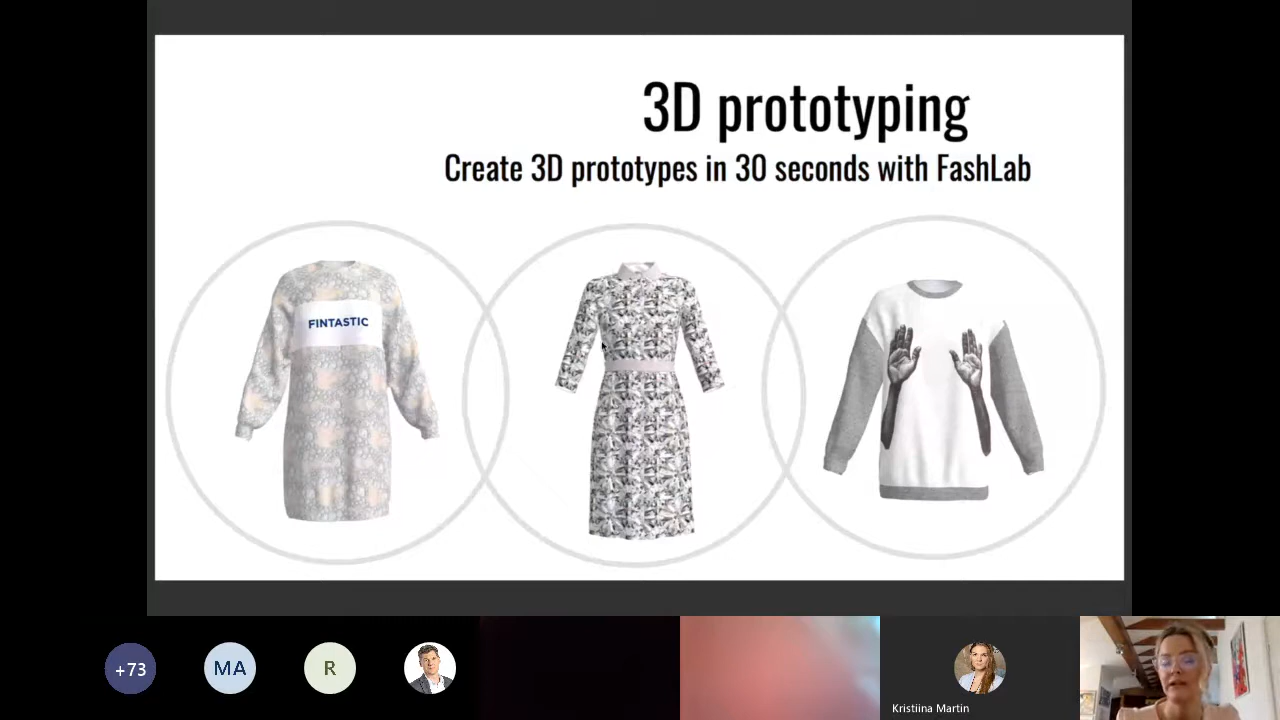 3D prototyping
Create 3D prototypes in 30 seconds with FashLab
FINTASTIC
+73
MA
R
Kristiina Martin